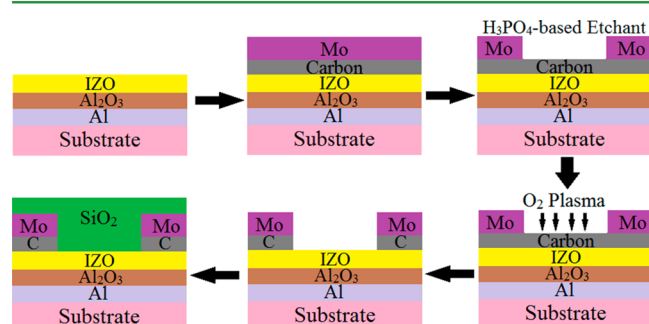 IZO
Al₂O₃
Al
Substrate
Mo
Carbon
IZO
Al₂O₃
Al
Substrate
H₃PO₄-based Etchant
Mo Mo
Carbon
IZO
Al₂O₃
Al
Substrate
O₂ Plasma
Mo Mo
Carbon
IZO
Al₂O₃
Al
Substrate
Mo Mo
C C
IZO
Al₂O₃
Al
Substrate
SiO₂
Mo Mo
C C
IZO
Al₂O₃
Al
Substrate